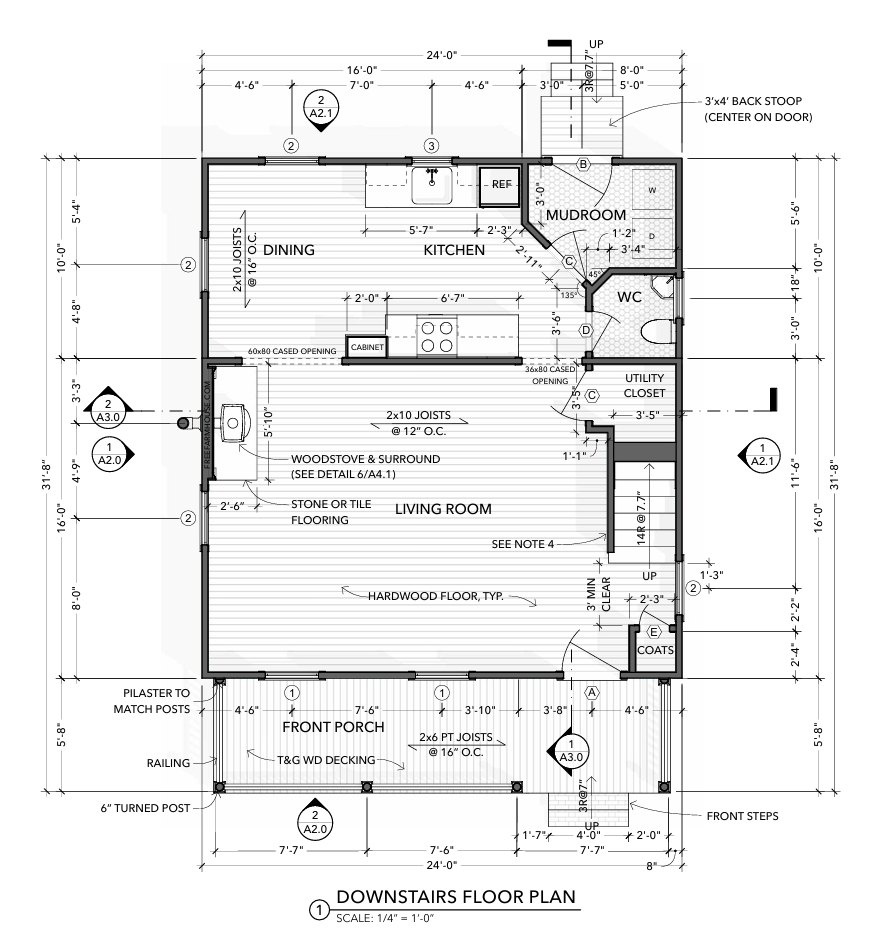 UP
24'-0"
16'-0"
8'-0"
3R@7.7"
4'-6"
7'-0"
4'-6"
3'-0"
5'-0"
2
A2.1
3'x4' BACK STOOP
(CENTER ON DOOR)
2
3
B
REF
W
D
3'-0"
MUDROOM
5'-4"
5'-6"
5'-7"
2'-3"
1'-2"
3'-4"
DINING
KITCHEN
2x10 JOISTS
@ 16" O.C.
2'-11"
C
45°
135°
2
10'-0"
10'-0"
18"
WC
2'-0"
6'-7"
3'-6"
D
4'-8"
3'-0"
CABINET
60x80 CASED OPENING
36x80 CASED
OPENING
UTILITY
CLOSET
3'-3"
FREEFARMHOUSE.COM
3'-5"
C
3'-5"
2
A3.0
2x10 JOISTS
@ 12" O.C.
5'-10"
1
A2.0
1'-1"
1
A2.1
WOODSTOVE & SURROUND
(SEE DETAIL 6/A4.1)
31'-8"
4'-9"
11'-6"
31'-8"
2'-6"
STONE OR TILE
FLOORING
LIVING ROOM
14R @ 7.7"
16'-0"
16'-0"
2
SEE NOTE 4
UP
1'-3"
2
3' MIN
CLEAR
2'-3"
8'-0"
HARDWOOD FLOOR, TYP.
2'-2"
E
COATS
2'-4"
PILASTER TO
MATCH POSTS
1
1
A
4'-6"
7'-6"
3'-10"
3'-8"
4'-6"
FRONT PORCH
5'-8"
5'-8"
2x6 PT JOISTS
@ 16" O.C.
1
A3.0
RAILING
T&G WD DECKING
3R@7"
6" TURNED POST
2
A2.0
FRONT STEPS
UP
1'-7"
4'-0"
2'-0"
7'-7"
7'-6"
7'-7"
24'-0"
8"
1
DOWNSTAIRS FLOOR PLAN
SCALE: 1/4" = 1'-0"